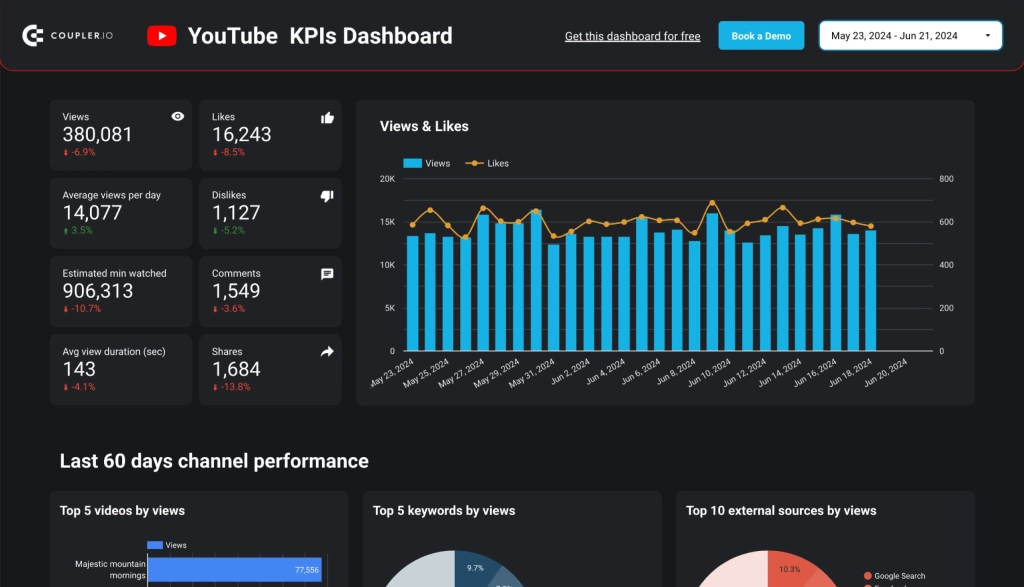 COUPLER.IO
YouTube KPIs Dashboard
Get this dashboard for free
Book a Demo
May 23, 2024 - Jun 21, 2024
Views
380,081
-6.9%
Likes
16,243
-8.5%
Average views per day
14,077
3.5%
Dislikes
1,127
-5.2%
Estimated min watched
906,313
-10.7%
Comments
1,549
-3.6%
Avg view duration (sec)
143
-4.1%
Shares
1,684
-13.8%
Views & Likes
Views Likes
20K 800
15K 600
10K 400
5K 200
0 0
May 23, 2024 May 25, 2024 May 27, 2024 May 29, 2024 May 31, 2024 Jun 2, 2024 Jun 4, 2024 Jun 6, 2024 Jun 8, 2024 Jun 10, 2024 Jun 12, 2024 Jun 14, 2024 Jun 16, 2024 Jun 18, 2024 Jun 20, 2024
Last 60 days channel performance
Top 5 videos by views
Views
Majestic mountain
mornings
77,556
Top 5 keywords by views
9.7%
Top 10 external sources by views
10.3%
Google Search